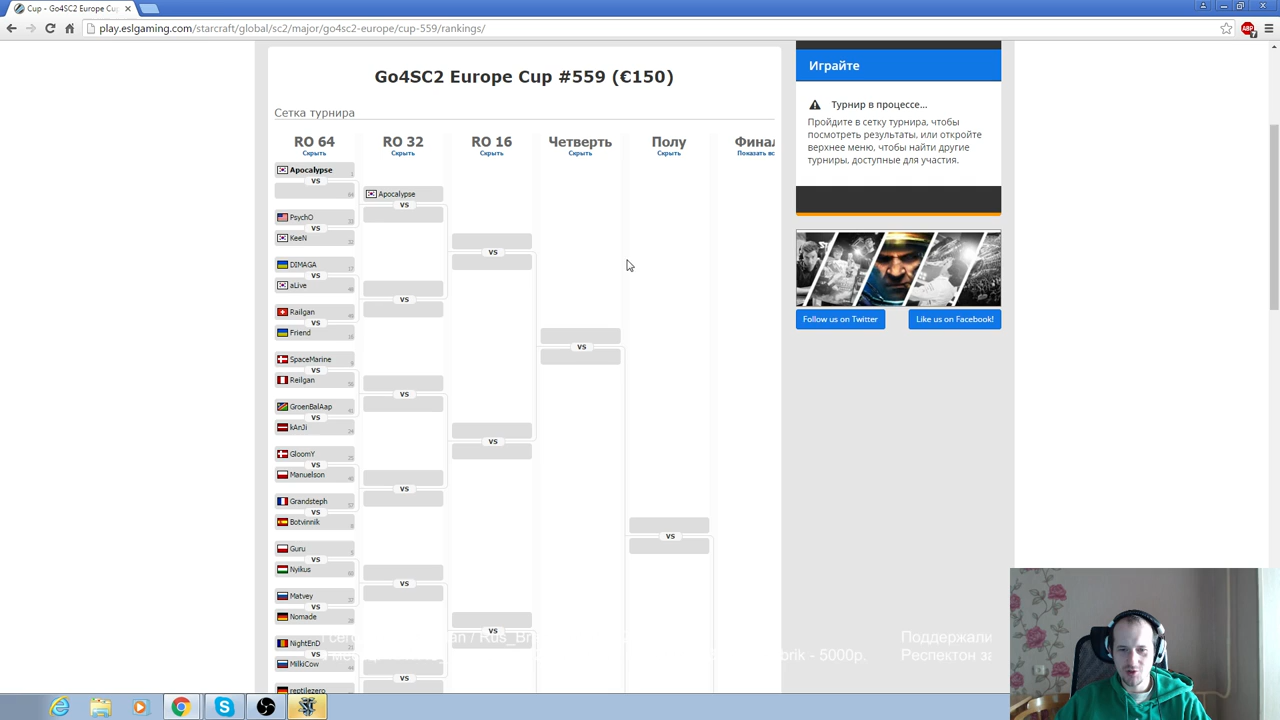 Cup - Go4SC2 Europe Cup #559
play.eslgaming.com/starcraft/global/sc2/major/go4sc2-europe/cup-559/rankings/
Go4SC2 Europe Cup #559 (€150)
Сетка турнира
RO 64 RO 32 RO 16 Четверть Полу Финал
Скрыть Скрыть Скрыть Скрыть Скрыть Показать вс
Apocalypse
VS
Apocalypse
VS
PsychO
VS
KeeN
VS
DIMAGA
VS
aLive
VS
Railgan
VS
Friend
VS
SpaceMarine
VS
Reilgan
VS
GroenBalAap
VS
kAnJi
VS
GloomY
VS
Manuelson
VS
Grandsteph
VS
Botvinnik
VS
Guru
VS
Nyikus
VS
Matvey
VS
Nomade
VS
NightEnD
VS
MilkiCow
VS
reptilezero
Играйте
Турнир в процессе...
Пройдите в сетку турнира, чтобы
посмотреть результаты, или откройте
верхнее меню, чтобы найти другие
турниры, доступные для участия.
Follow us on Twitter Like us on Facebook!
Поддержали
brik - 5000р. Респектон за